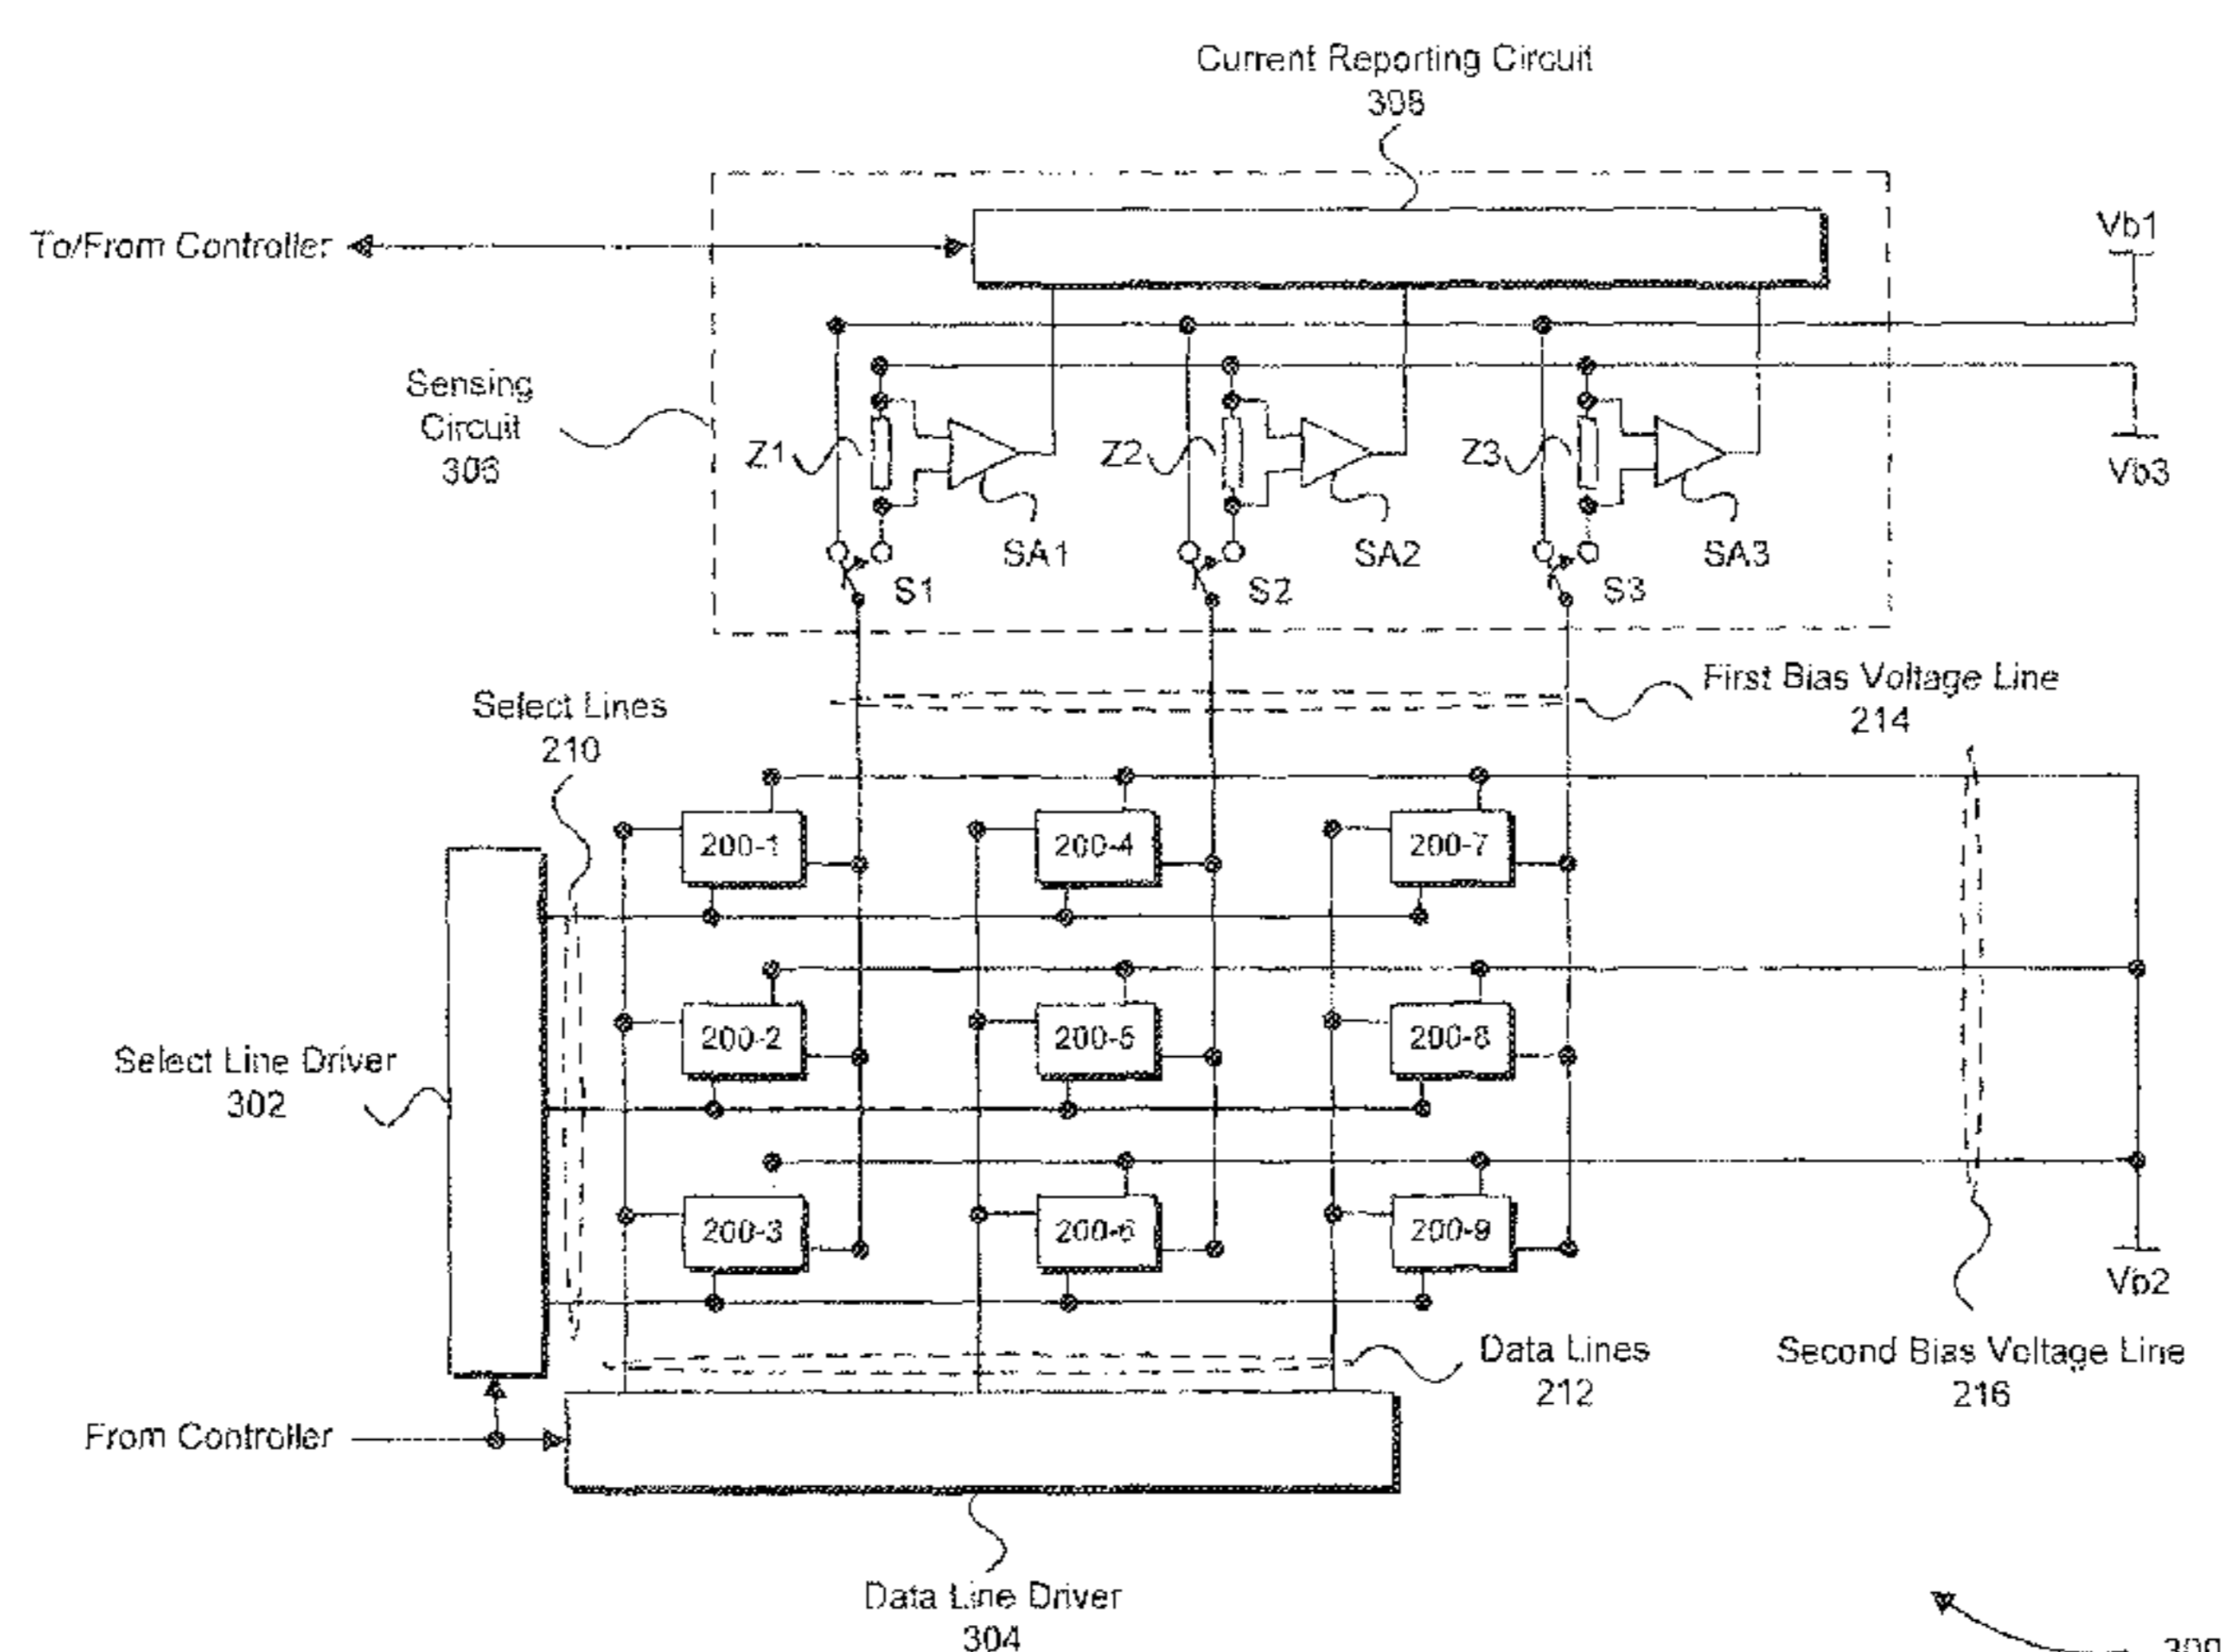 Current Reporting Circuit
308
To/From Controller
Vb1
Sensing
Circuit
306
Z1
Z2
Z3
Vb3
SA1
SA2
SA3
S1
S2
S3
First Bias Voltage Line
214
Select Lines
210
200-1
200-4
200-7
200-2
200-5
200-8
Select Line Driver
302
200-3
200-6
200-9
Vb2
Data Lines
212
Second Bias Voltage Line
216
From Controller
Data Line Driver
304